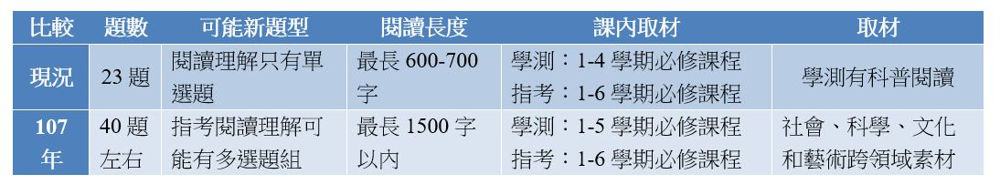 比較 題數 可能新題型 閱讀長度 課內取材 取材
現況 23 題 閱讀理解只有單選題 最長 600-700 字 學測：1-4 學期必修課程 指考：1-6 學期必修課程 學測有科普閱讀
107 年 40 題左右 指考閱讀理解可能有多選題組 最長 1500 字以內 學測：1-5 學期必修課程 指考：1-6 學期必修課程 社會、科學、文化和藝術跨領域素材